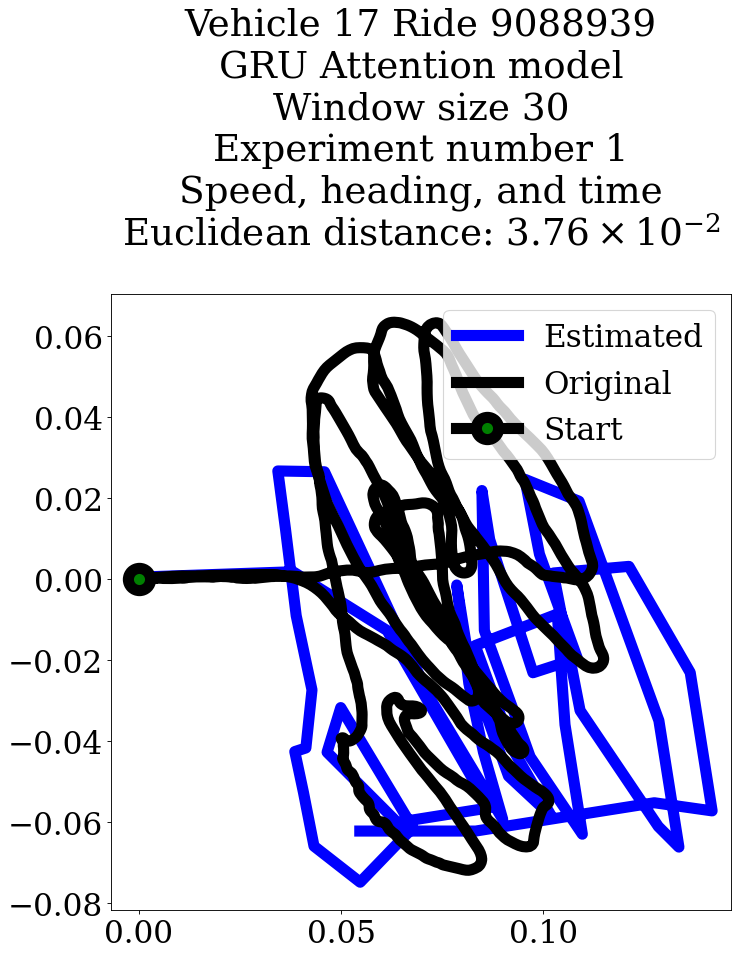 Vehicle 17 Ride 9088939
GRU Attention model
Window size 30
Experiment number 1
Speed, heading, and time
Euclidean distance: 3.76 × 10⁻²
Estimated
Original
Start
0.06
0.04
0.02
0.00
−0.02
−0.04
−0.06
−0.08
0.00 0.05 0.10